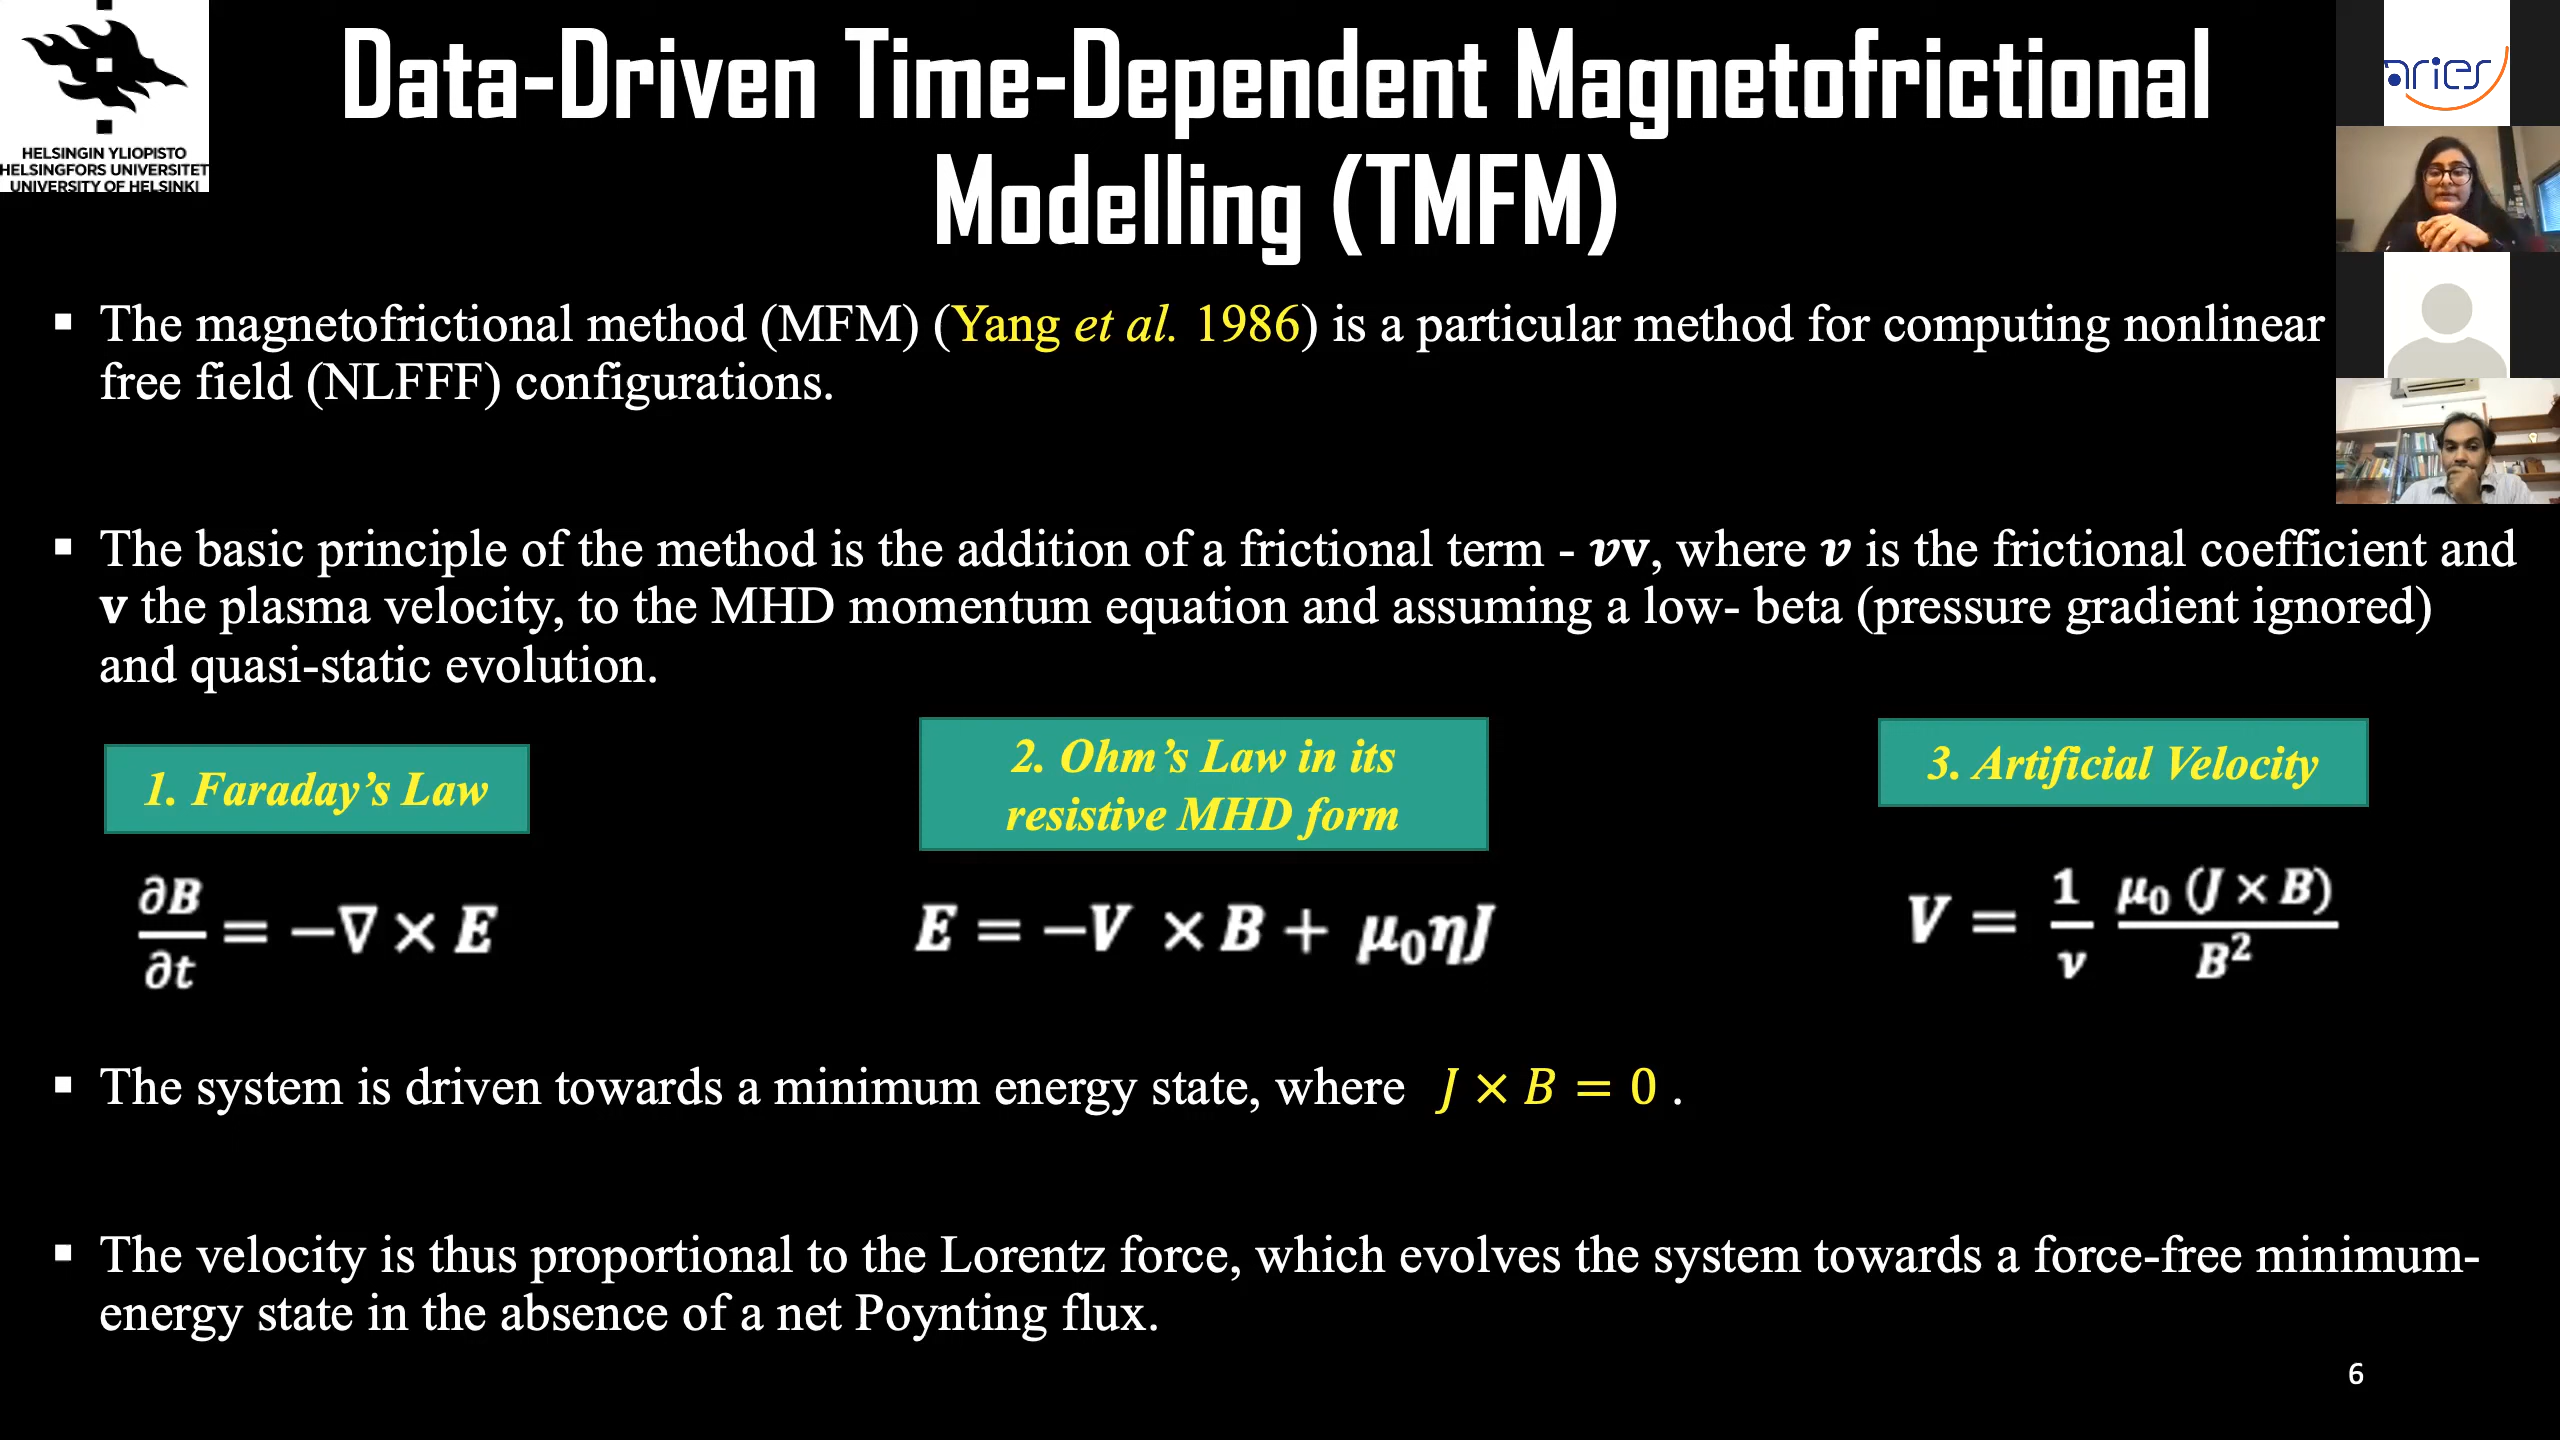 HELSINGIN YLIOPISTO
HELSINGFORS UNIVERSITET
UNIVERSITY OF HELSINKI
Data-Driven Time-Dependent Magnetofrictional
Modelling (TMFM)
aries
▪ The magnetofrictional method (MFM) (Yang et al. 1986) is a particular method for computing nonlinear
free field (NLFFF) configurations.
▪ The basic principle of the method is the addition of a frictional term - νv, where ν is the frictional coefficient and
v the plasma velocity, to the MHD momentum equation and assuming a low- beta (pressure gradient ignored)
and quasi-static evolution.
1. Faraday’s Law
∂B/∂t = −∇ × E
2. Ohm’s Law in its
resistive MHD form
E = −V × B + μ₀ηJ
3. Artificial Velocity
V = 1/ν μ₀ (J × B)/B²
▪ The system is driven towards a minimum energy state, where J × B = 0 .
▪ The velocity is thus proportional to the Lorentz force, which evolves the system towards a force-free minimum-
energy state in the absence of a net Poynting flux.
6